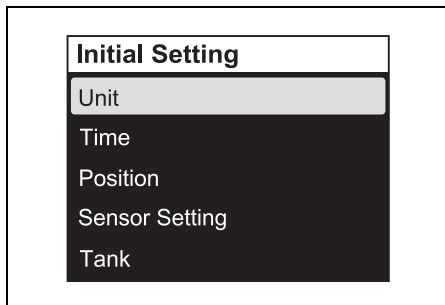 Initial Setting
Unit
Time
Position
Sensor Setting
Tank